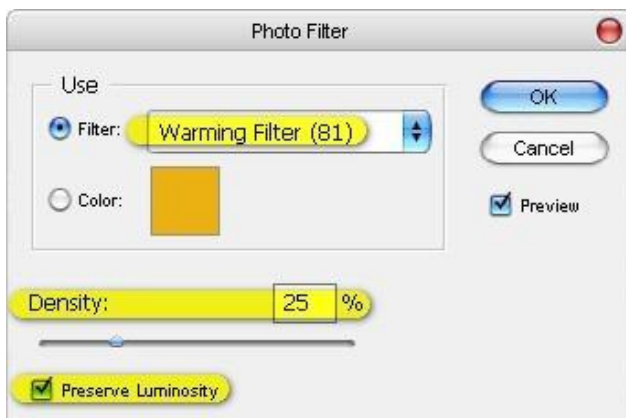 Photo Filter
Use
Filter: Warming Filter (81)
Color:
OK
Cancel
Preview
Density: 25 %
Preserve Luminosity